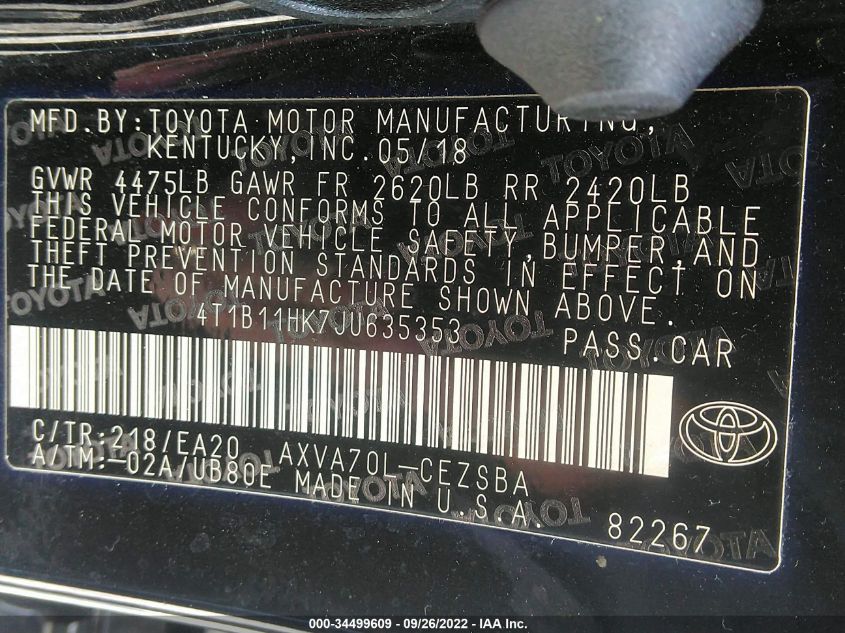 MFD.BY:TOYOTA MOTOR MANUFACTURING,
KENTUCKY,INC.05/18
GVWR 4475LB GAWR FR 2620LB RR 2420LB
THIS VEHICLE CONFORMS TO ALL APPLICABLE
FEDERAL MOTOR VEHICLE SAFETY,BUMPER,AND
THEFT PREVENTION STANDARDS IN EFFECT ON
THE DATE OF MANUFACTURE SHOWN ABOVE.
4T1B11HK7JU635353 PASS.CAR
C/TR:218/EA20 AXVA70L-CEZSBA
A/TM:-02A/UB80E MADE IN U.S.A.
82267
000-34499609 - 09/26/2022 - IAA Inc.